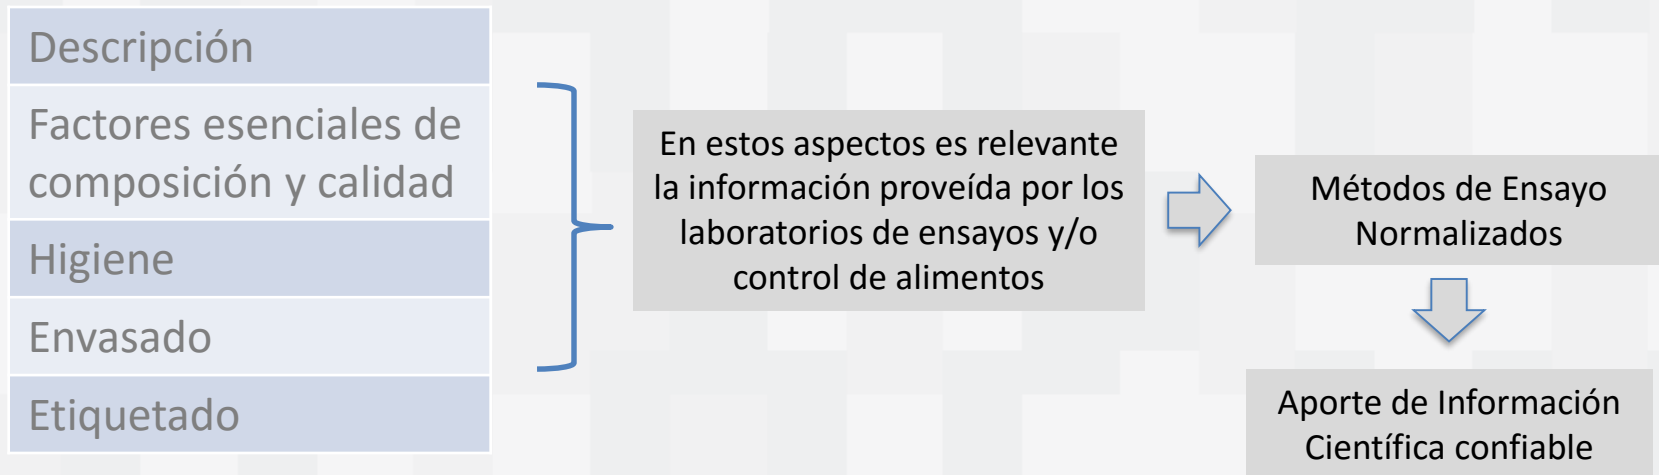 Descripción
Factores esenciales de
composición y calidad
Higiene
Envasado
Etiquetado
En estos aspectos es relevante
la información proveída por los
laboratorios de ensayos y/o
control de alimentos
Métodos de Ensayo
Normalizados
Aporte de Información
Científica confiable